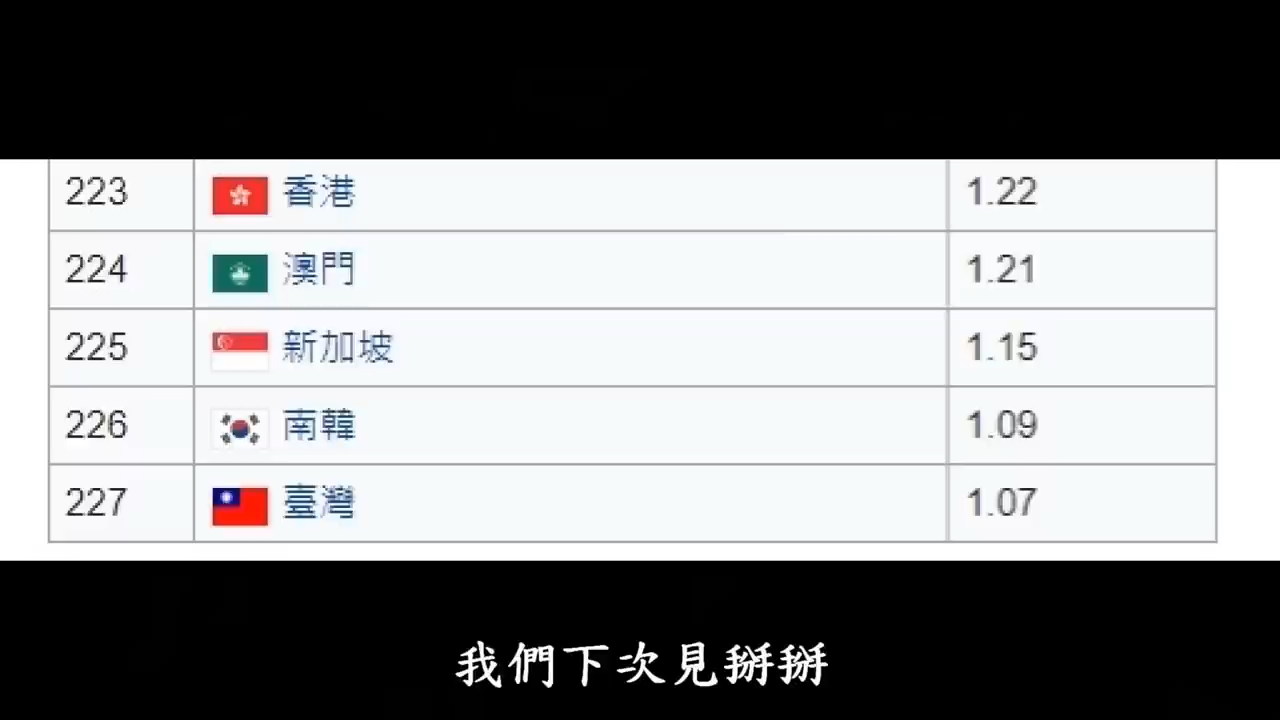 223 香港 1.22
224 澳門 1.21
225 新加坡 1.15
226 南韓 1.09
227 臺灣 1.07
我們下次見掰掰